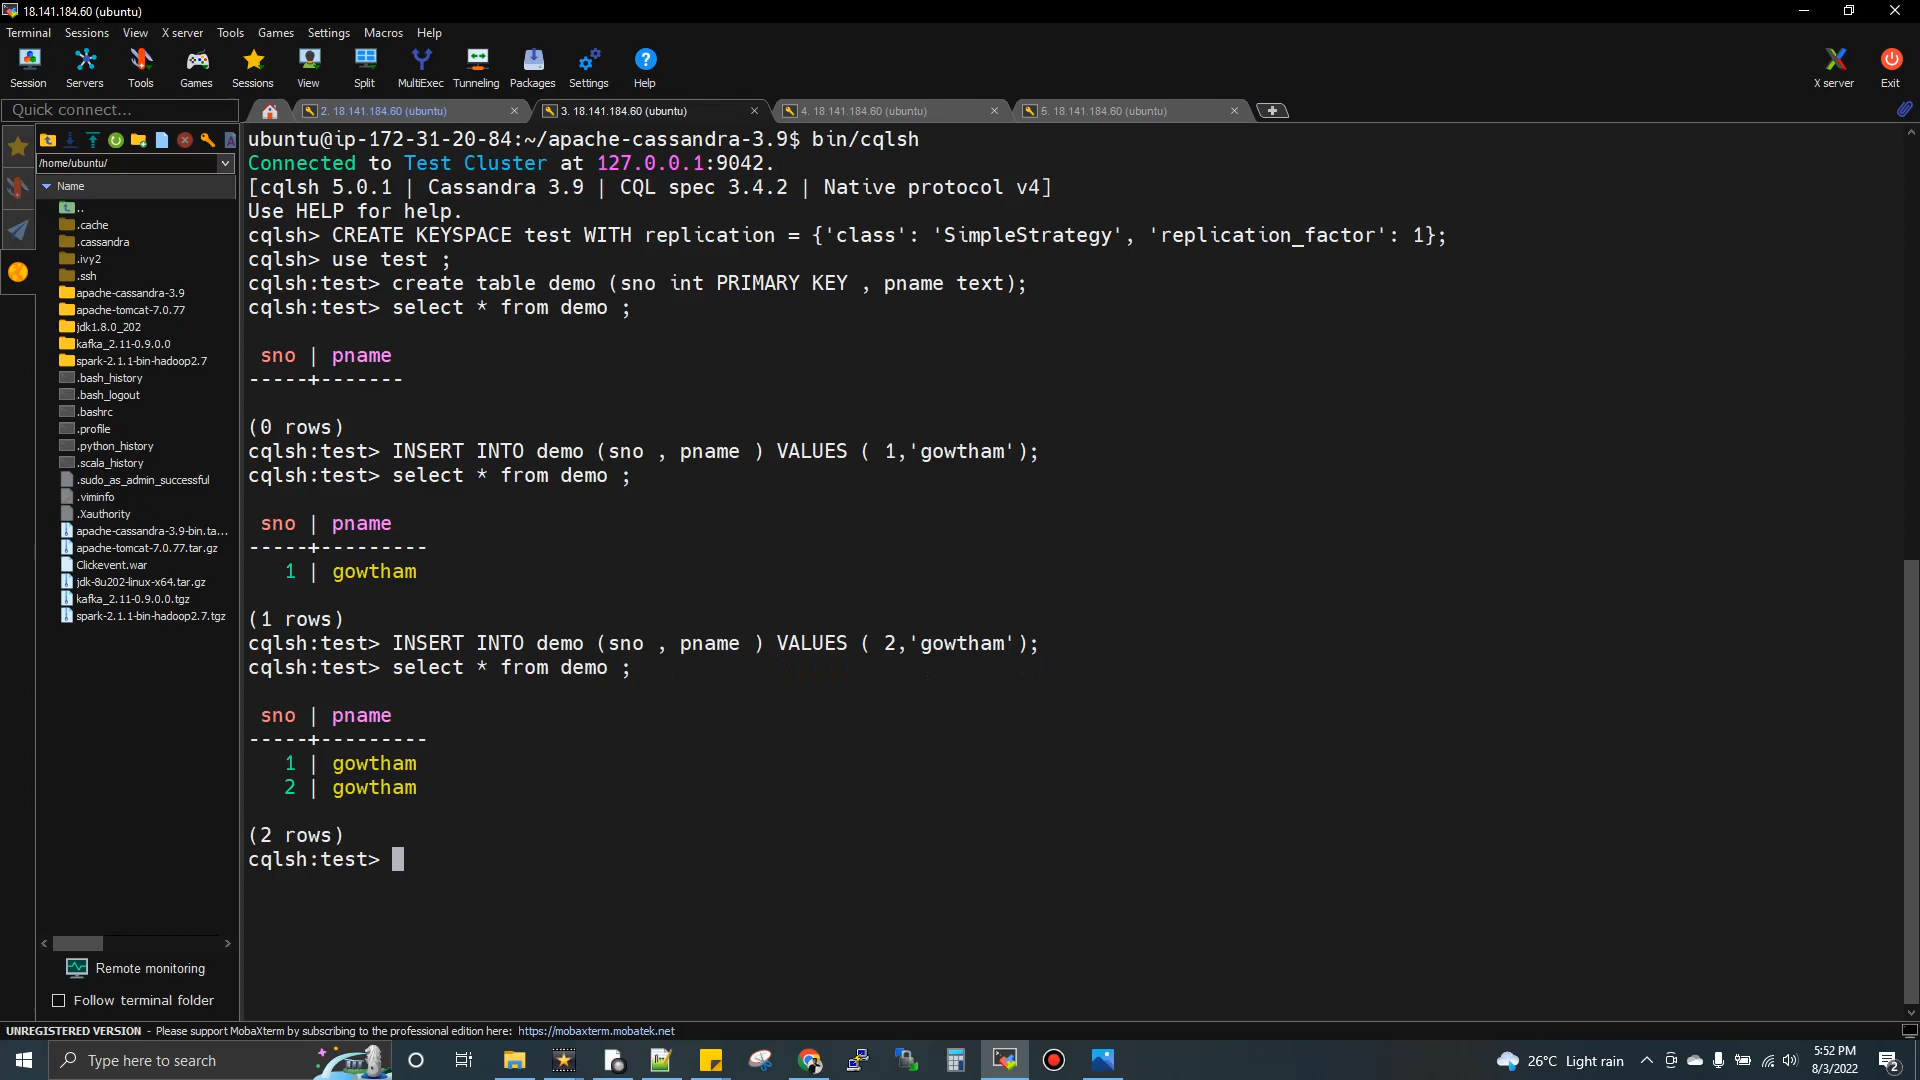 18.141.184.60 (ubuntu)
Terminal Sessions View X server Tools Games Settings Macros Help
Session Servers Tools Games Sessions View Split MultiExec Tunneling Packages Settings Help X server Exit
Quick connect... 2. 18.141.184.60 (ubuntu) 3. 18.141.184.60 (ubuntu) 4. 18.141.184.60 (ubuntu) 5. 18.141.184.60 (ubuntu)
/home/ubuntu/
Name
..
.cache
.cassandra
.ivy2
.ssh
apache-cassandra-3.9
apache-tomcat-7.0.77
jdk1.8.0_202
kafka_2.11-0.9.0.0
spark-2.1.1-bin-hadoop2.7
.bash_history
.bash_logout
.bashrc
.profile
.python_history
.scala_history
.sudo_as_admin_successful
.viminfo
.Xauthority
apache-cassandra-3.9-bin.ta...
apache-tomcat-7.0.77.tar.gz
Clickevent.war
jdk-8u202-linux-x64.tar.gz
kafka_2.11-0.9.0.0.tgz
spark-2.1.1-bin-hadoop2.7.tgz
Remote monitoring
Follow terminal folder
ubuntu@ip-172-31-20-84:~/apache-cassandra-3.9$ bin/cqlsh
Connected to Test Cluster at 127.0.0.1:9042.
[cqlsh 5.0.1 | Cassandra 3.9 | CQL spec 3.4.2 | Native protocol v4]
Use HELP for help.
cqlsh> CREATE KEYSPACE test WITH replication = {'class': 'SimpleStrategy', 'replication_factor': 1};
cqlsh> use test ;
cqlsh:test> create table demo (sno int PRIMARY KEY , pname text);
cqlsh:test> select * from demo ;
sno | pname
-----+-------
(0 rows)
cqlsh:test> INSERT INTO demo (sno , pname ) VALUES ( 1,'gowtham');
cqlsh:test> select * from demo ;
sno | pname
-----+---------
1 | gowtham
(1 rows)
cqlsh:test> INSERT INTO demo (sno , pname ) VALUES ( 2,'gowtham');
cqlsh:test> select * from demo ;
sno | pname
-----+---------
1 | gowtham
2 | gowtham
(2 rows)
cqlsh:test>
UNREGISTERED VERSION - Please support MobaXterm by subscribing to the professional edition here: https://mobaxterm.mobatek.net
Type here to search
26°C Light rain
5:52 PM
8/3/2022
2